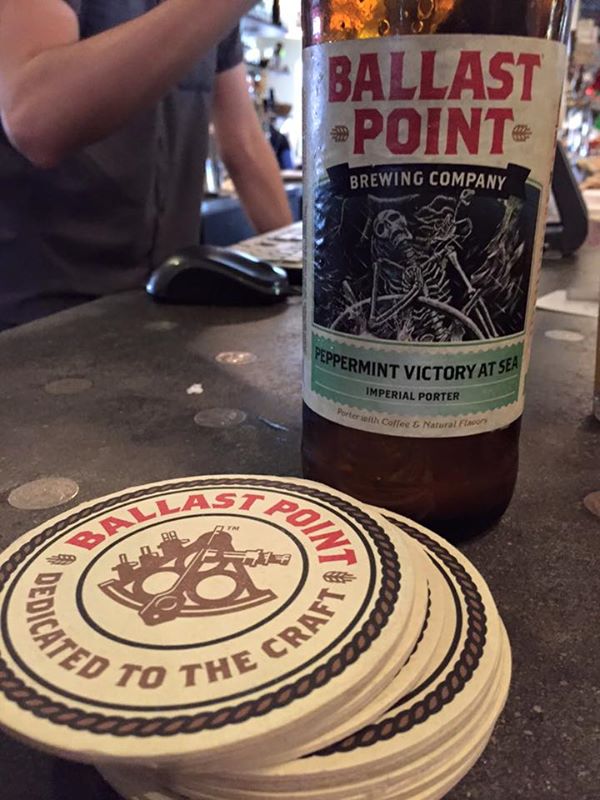 BALLAST
POINT
BREWING COMPANY
PEPPERMINT VICTORY AT SEA
IMPERIAL PORTER
Porter with Coffee & Natural Flavors
BALLAST POINT
TM
DEDICATED TO THE CRAFT